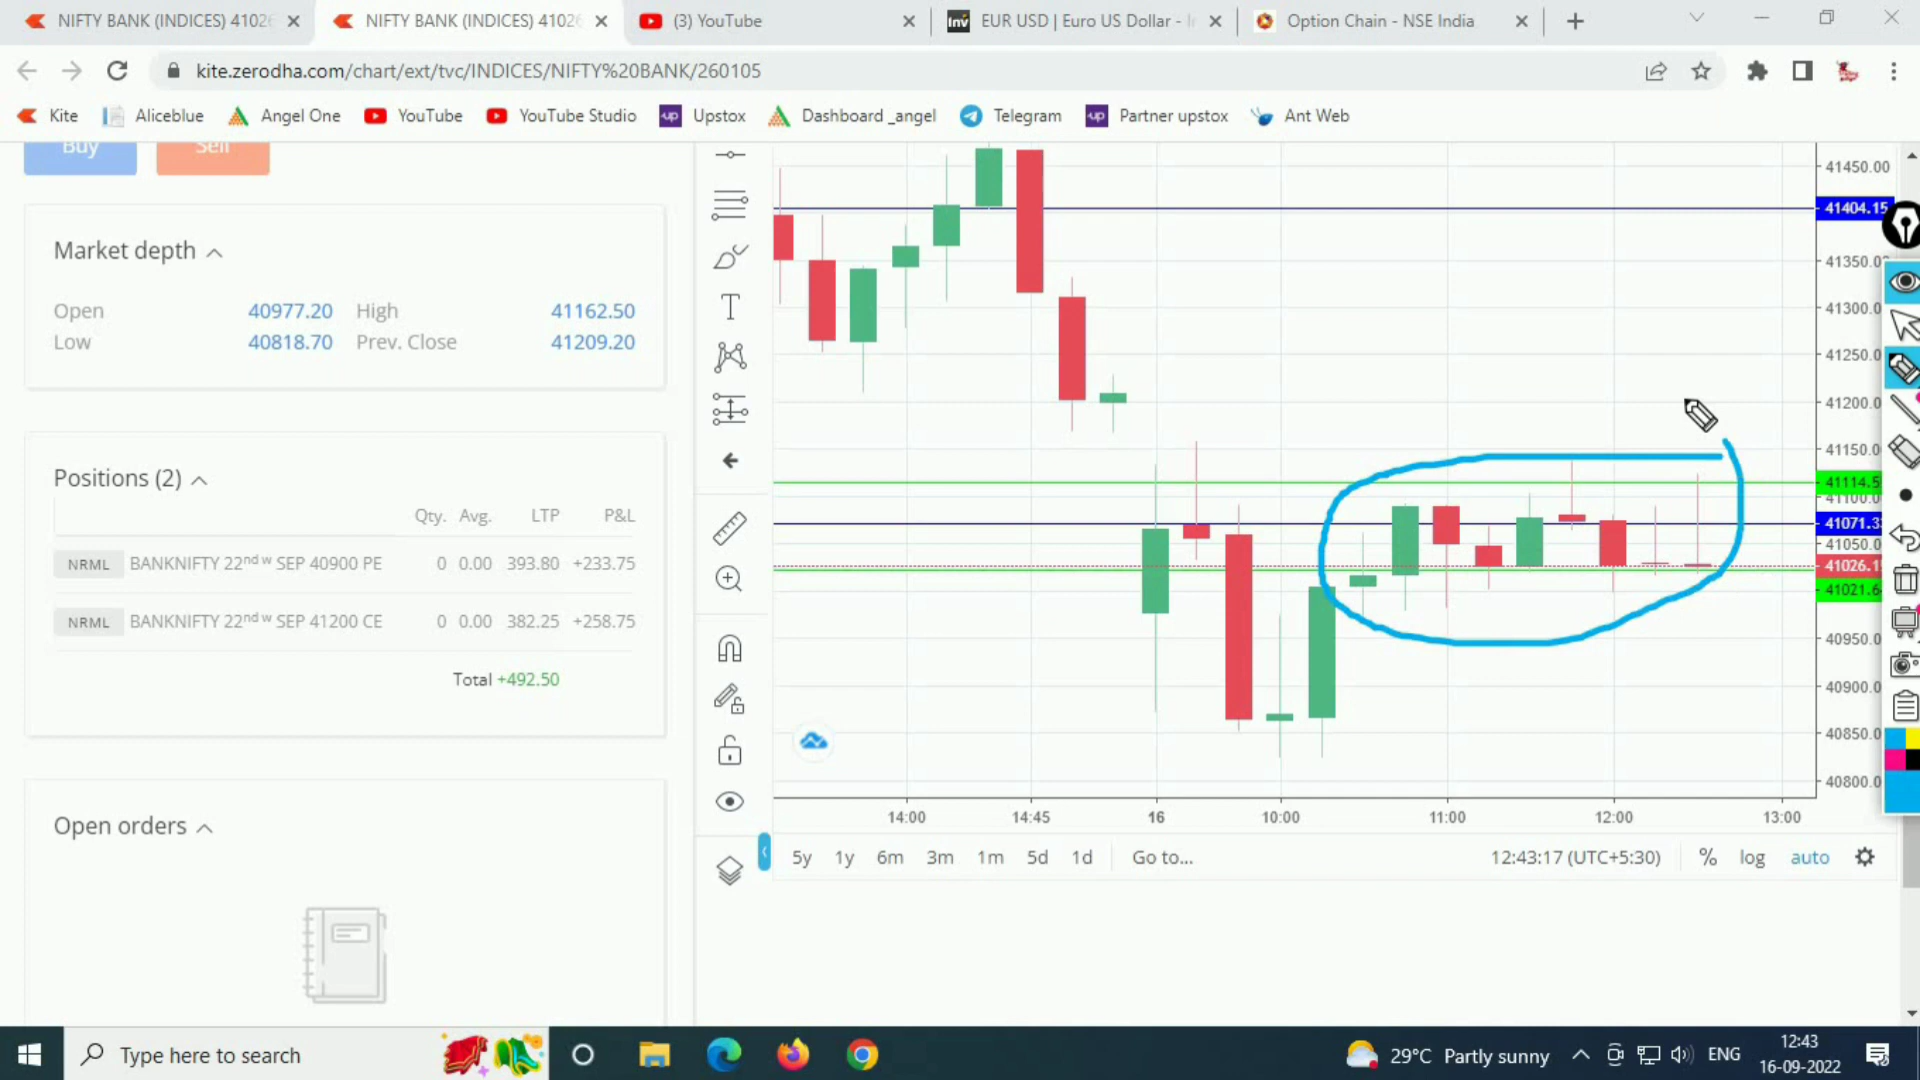 NIFTY BANK (INDICES) 4102
NIFTY BANK (INDICES) 4102
(3) YouTube
EUR USD | Euro US Dollar -
Option Chain - NSE India
kite.zerodha.com/chart/ext/tvc/INDICES/NIFTY%20BANK/260105
Kite
Aliceblue
Angel One
YouTube
YouTube Studio
Upstox
Dashboard _angel
Telegram
Partner upstox
Ant Web
Buy
Sell
Market depth
Open 40977.20 High 41162.50
Low 40818.70 Prev. Close 41209.20
Positions (2)
Qty. Avg. LTP P&L
NRML BANKNIFTY 22nd w SEP 40900 PE 0 0.00 393.80 +233.75
NRML BANKNIFTY 22nd w SEP 41200 CE 0 0.00 382.25 +258.75
Total +492.50
Open orders
41450.00
41404.15
41350.0
41300.0
41250.0
41200.0
41150.0
41114.5
41100.0
41071.3
41050.0
41026.1
41021.6
40950.0
40900.0
40850.0
40800.0
14:00 14:45 16 10:00 11:00 12:00 13:00
5y 1y 6m 3m 1m 5d 1d Go to... 12:43:17 (UTC+5:30) % log auto
Type here to search
29°C Partly sunny
ENG
12:43
16-09-2022